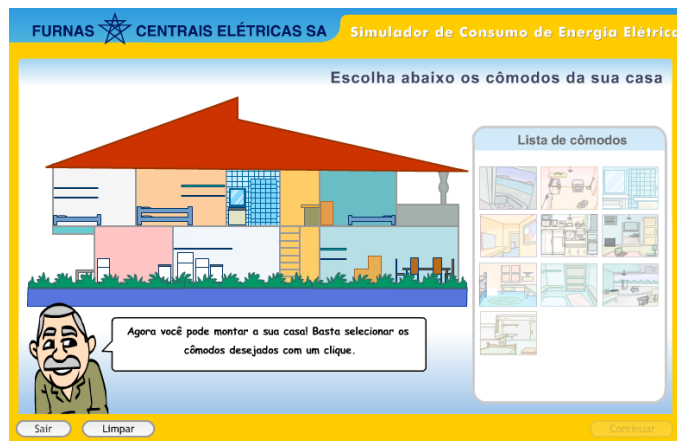 FURNAS CENTRAIS ELÉTRICAS SA
Simulador de Consumo de Energia Elétrica
Escolha abaixo os cômodos da sua casa
Lista de cômodos
Agora você pode montar a sua casa! Basta selecionar os
cômodos desejados com um clique.
Sair
Limpar
Continuar